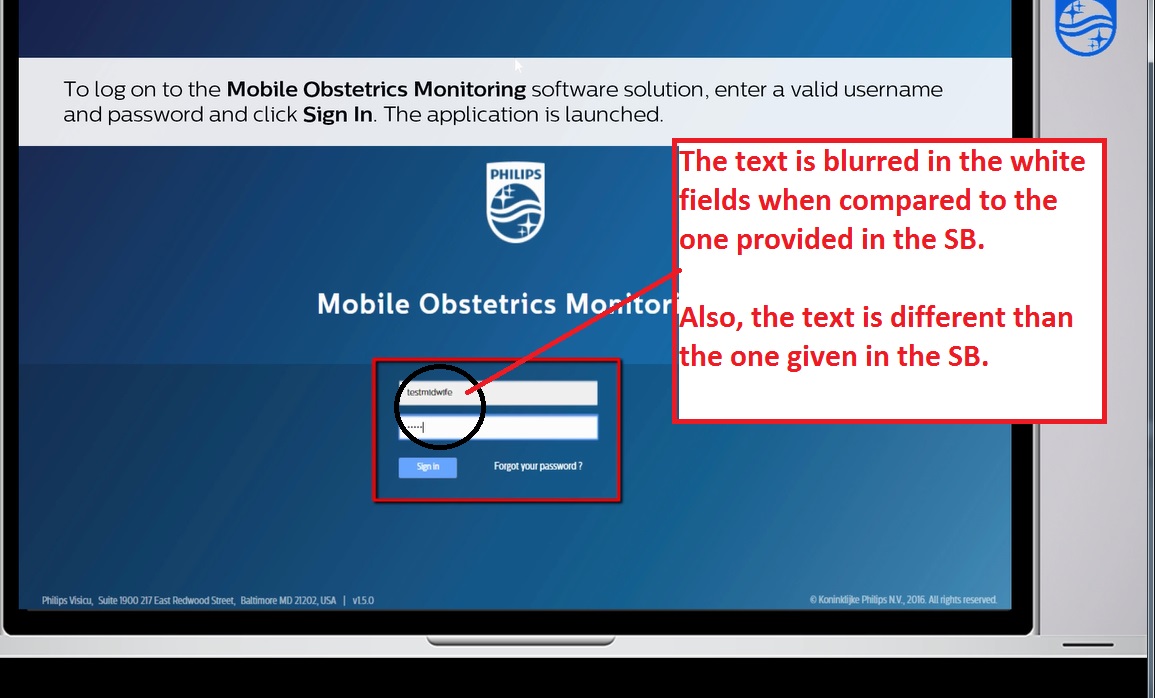 To log on to the Mobile Obstetrics Monitoring software solution, enter a valid username
and password and click Sign In. The application is launched.
PHILIPS
The text is blurred in the white
fields when compared to the
one provided in the SB.
Also, the text is different than
the one given in the SB.
Mobile Obstetrics Monitori
testmidwife
······
Sign in Forgot your password ?
Philips Visicu, Suite 1900 217 East Redwood Street, Baltimore MD 21202, USA | v1.5.0
© Koninklijke Philips N.V., 2016. All rights reserved.